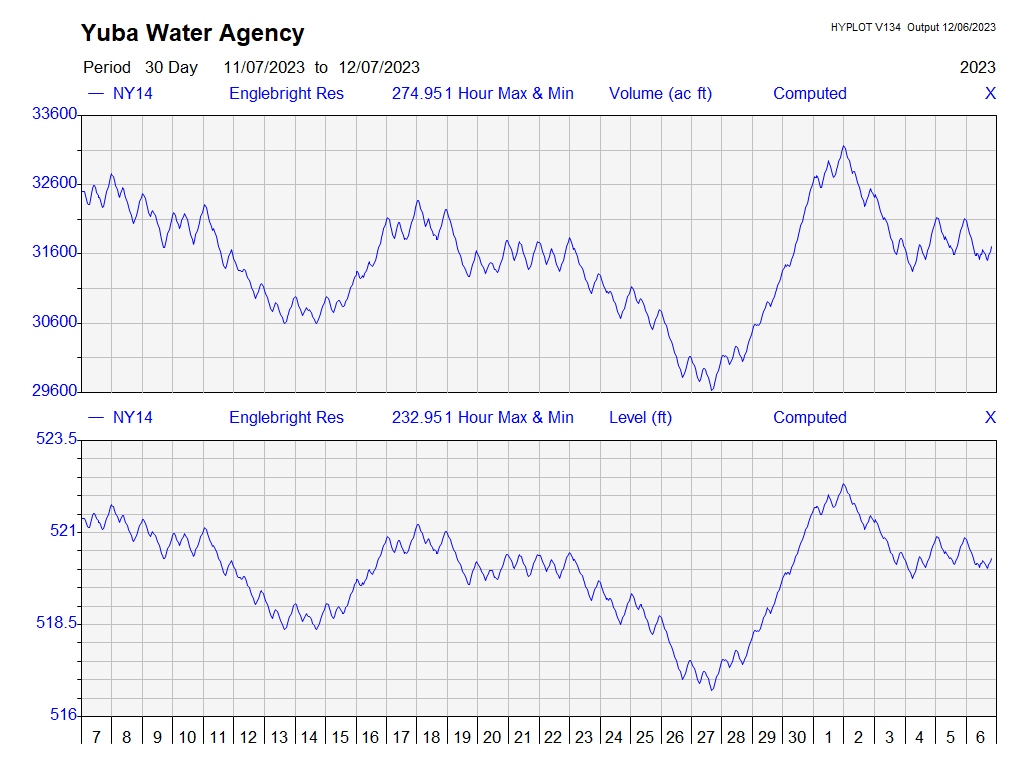 Yuba Water Agency
HYPLOT V134 Output 12/06/2023
Period 30 Day 11/07/2023 to 12/07/2023 2023
NY14 Englebright Res 274.951 Hour Max & Min Volume (ac ft) Computed X
33600
32600
31600
30600
29600
NY14 Englebright Res 232.951 Hour Max & Min Level (ft) Computed X
523.5
521
518.5
516
7 8 9 10 11 12 13 14 15 16 17 18 19 20 21 22 23 24 25 26 27 28 29 30 1 2 3 4 5 6